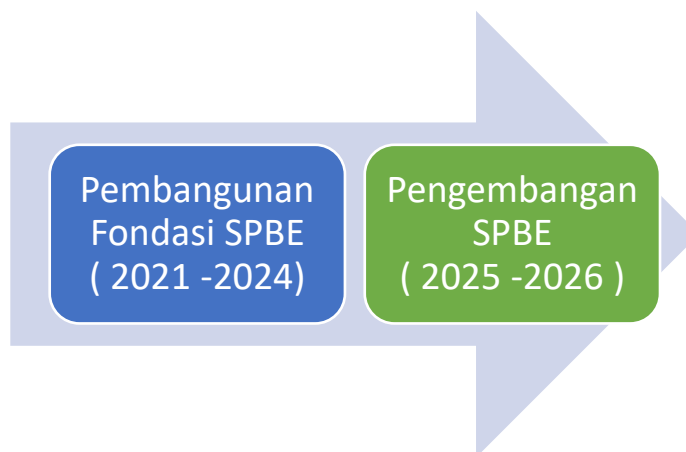 Pembangunan
Fondasi SPBE
( 2021 -2024)
Pengembangan
SPBE
( 2025 -2026 )